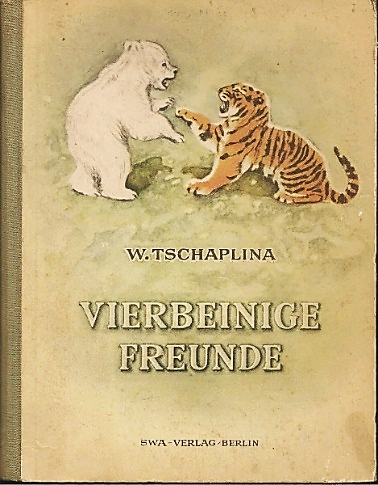 W. TSCHAPLINA
VIERBEINIGE
FREUNDE
SWA-VERLAG-BERLIN